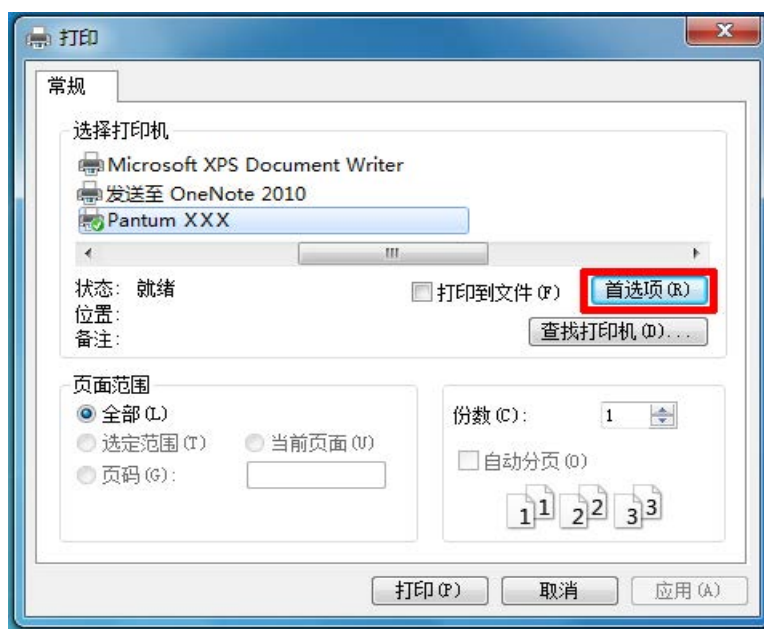 打印
常规
选择打印机
Microsoft XPS Document Writer
发送至 OneNote 2010
Pantum XXX
状态: 就绪
打印到文件(F) 首选项(R)
位置:
备注:
查找打印机(D)...
页面范围
全部(L)
选定范围(T) 当前页面(U)
页码(G):
份数(C): 1
自动分页(O)
1 1 2 2 3 3
打印(P) 取消 应用(A)